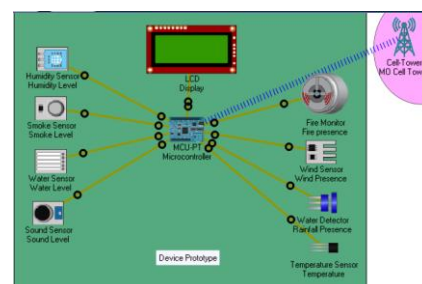 LCD
Display
Humidity Sensor
Humidity Level
Smoke Sensor
Smoke Level
Water Sensor
Water Level
Sound Sensor
Sound Level
MCU-PT
Microcontroller
Cell-Tower
MD Cell Tow
Fire Monitor
Fire presence
Wind Sensor
Wind Presence
Water Detector
Rainfall Presence
Temperature Sensor
Temperature
Device Prototype